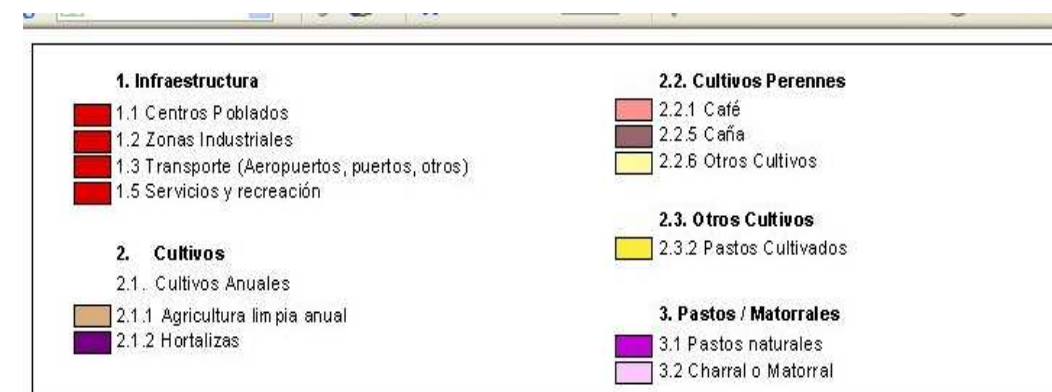 1. Infraestructura
1.1 Centros Poblados
1.2 Zonas Industriales
1.3 Transporte (Aeropuertos, puertos, otros)
1.5 Servicios y recreación
2. Cultivos
2.1. Cultivos Anuales
2.1.1 Agricultura limpia anual
2.1.2 Hortalizas
2.2. Cultivos Perennes
2.2.1 Café
2.2.5 Caña
2.2.6 Otros Cultivos
2.3. Otros Cultivos
2.3.2 Pastos Cultivados
3. Pastos / Matorrales
3.1 Pastos naturales
3.2 Charral o Matorral